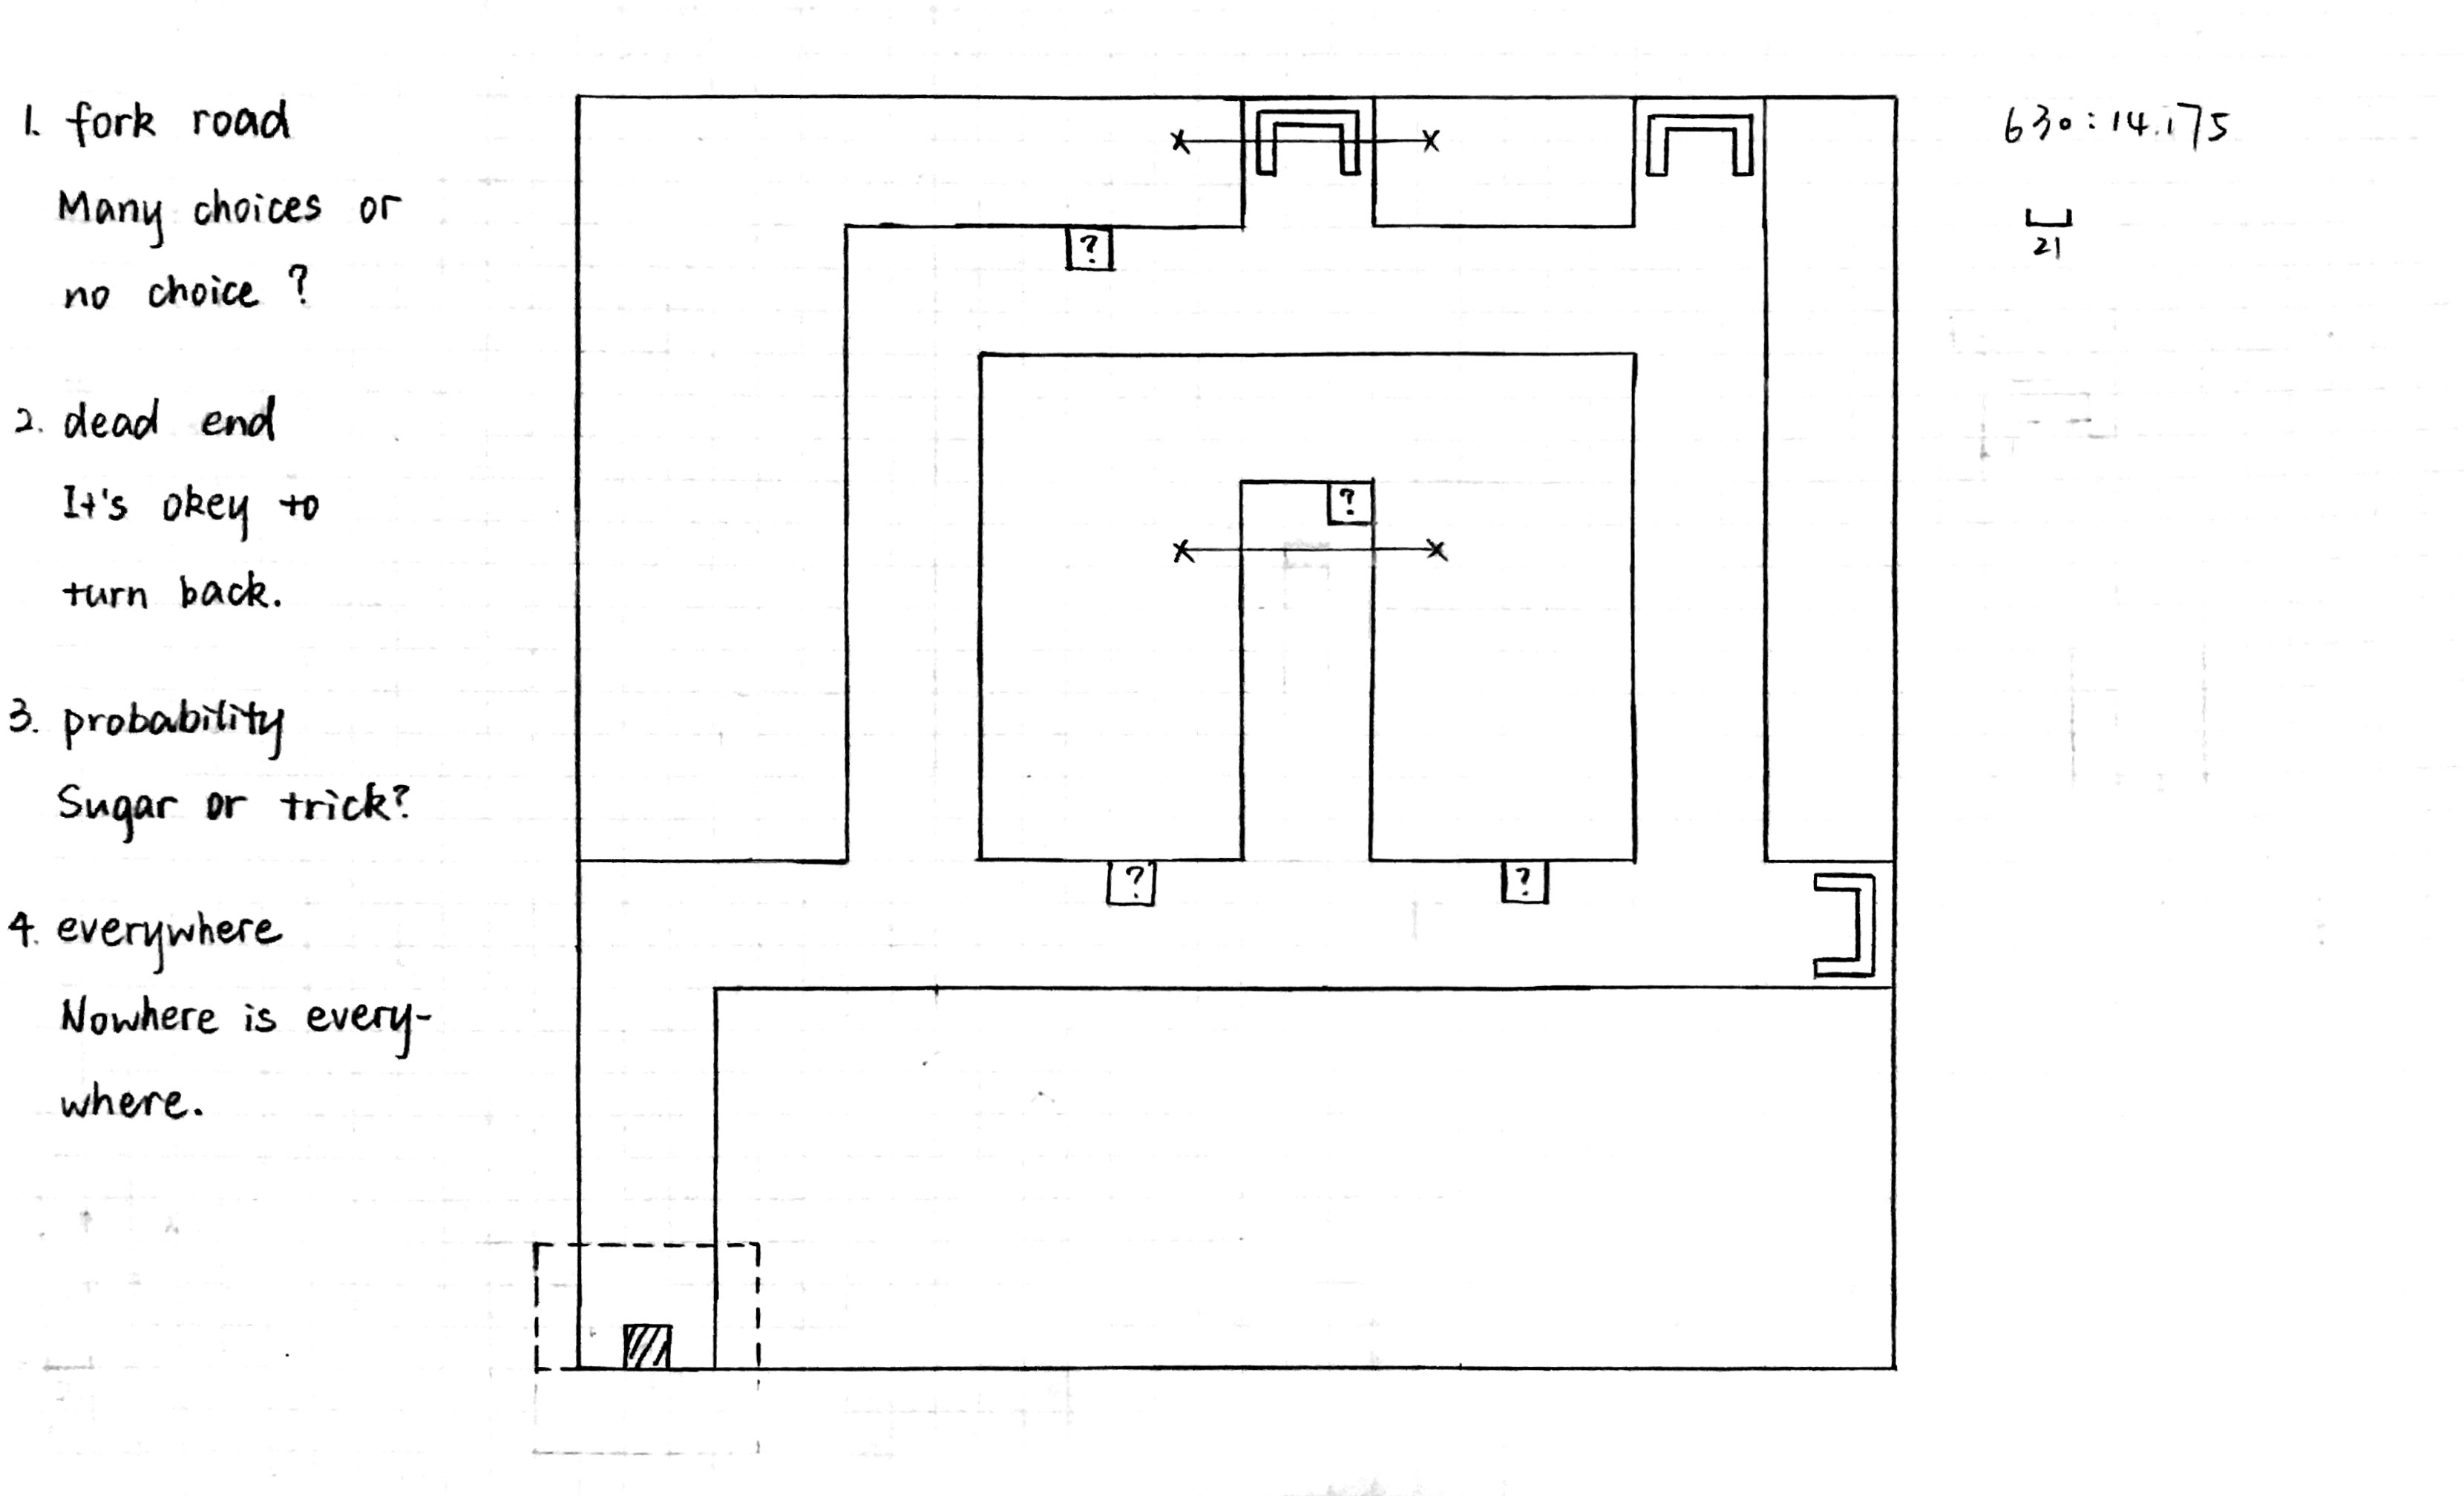 1. fork road
Many choices or
no choice ?
2. dead end
It's okey to
turn back.
3. probability
Sugar or trick?
4. everywhere
Nowhere is every-
where.
?
?
?
?
630:14.175
21